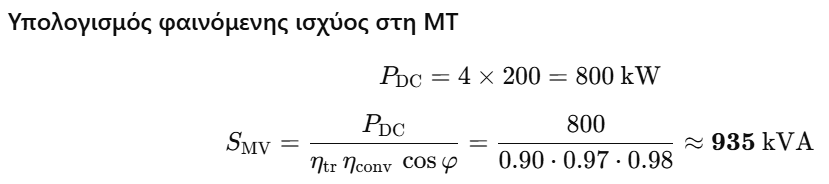 Υπολογισμός φαινόμενης ισχύος στη ΜΤ
P_DC = 4 × 200 = 800 kW
S_MV = P_DC / (η_tr η_conv cos φ) = 800 / (0.90 · 0.97 · 0.98) ≈ 935 kVA